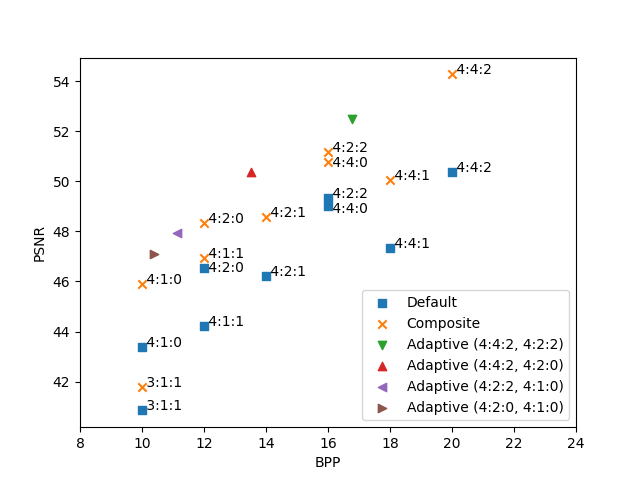 54
52
50
48
46
44
42
PSNR
4:4:2
4:2:2
4:4:0
4:4:1
4:4:2
4:2:2
4:4:0
4:2:0
4:2:1
4:4:1
4:1:1
4:2:0
4:2:1
4:1:0
4:1:1
4:1:0
3:1:1
3:1:1
Default
Composite
Adaptive (4:4:2, 4:2:2)
Adaptive (4:4:2, 4:2:0)
Adaptive (4:2:2, 4:1:0)
Adaptive (4:2:0, 4:1:0)
8 10 12 14 16 18 20 22 24
BPP